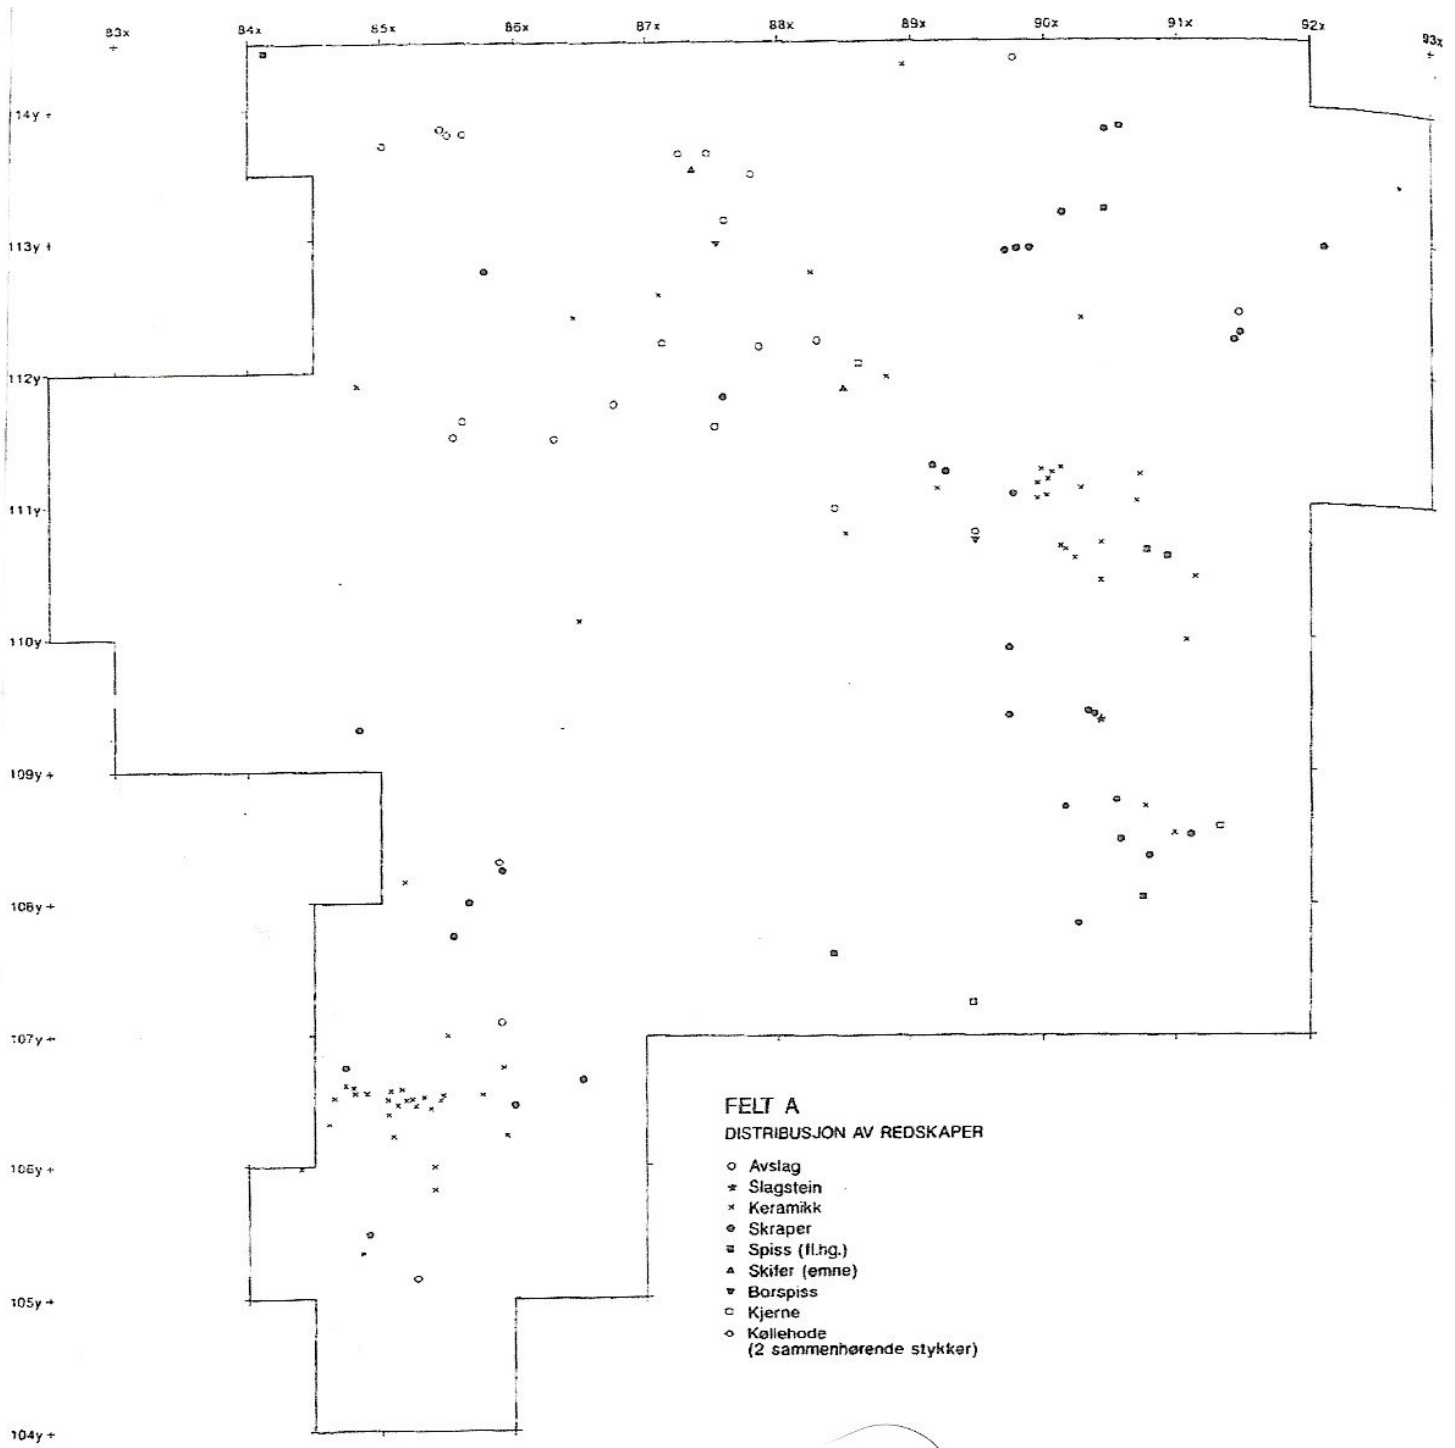 83x 84x 85x 86x 87x 88x 89x 90x 91x 92x 93x
14y
113y
112y
111y
110y
109y
108y
107y
106y
105y
104y
FELT A
DISTRIBUSJON AV REDSKAPER
Avslag
Slagstein
Keramikk
Skraper
Spiss (fl.hg.)
Skifer (emne)
Borspiss
Kjerne
Køllehode
(2 sammenhørende stykker)